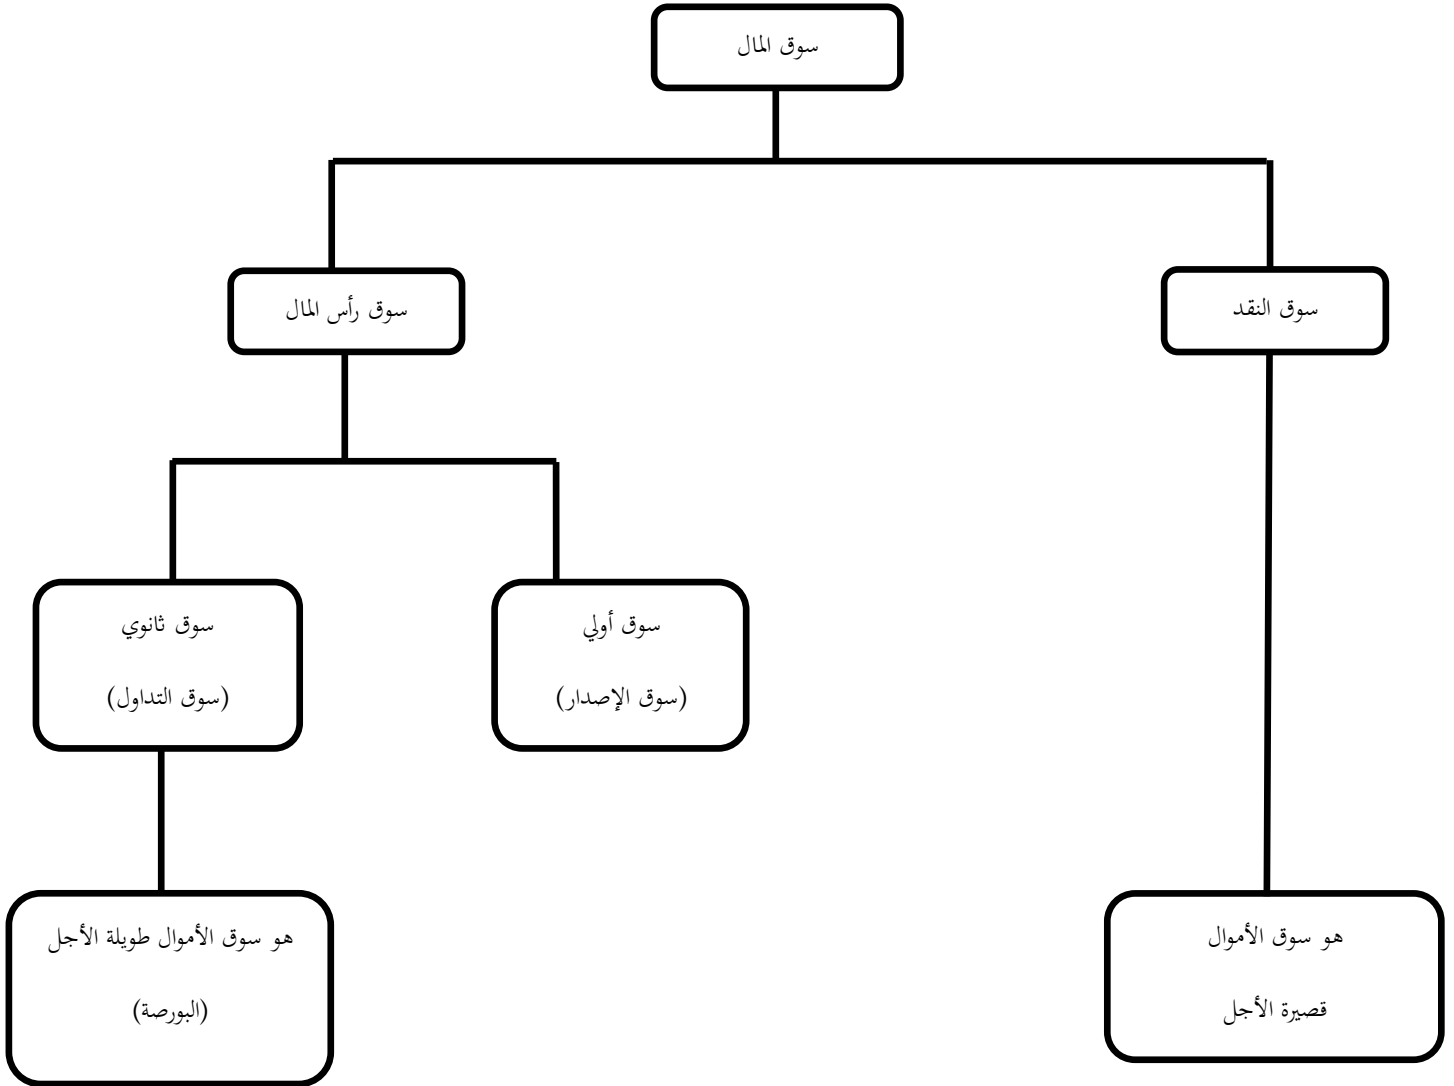 سوق المال
سوق النقد
سوق رأس المال
سوق أولي
(سوق الإصدار)
سوق ثانوي
(سوق التداول)
هو سوق الأموال
قصيرة الأجل
هو سوق الأموال طويلة الأجل
(البورصة)